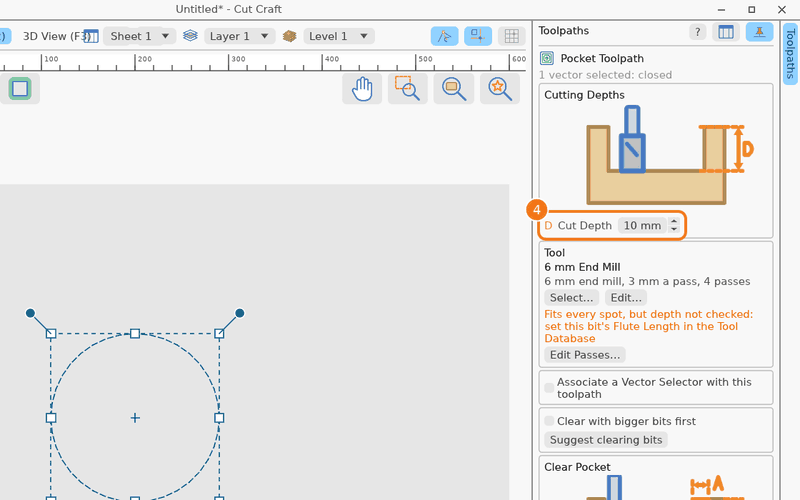 Untitled* - Cut Craft
3D View (F3)
Sheet 1
Layer 1
Level 1
100
200
300
400
500
600
Toolpaths
?
Toolpaths
Pocket Toolpath
1 vector selected: closed
Cutting Depths
D
4
D Cut Depth 10 mm
Tool
6 mm End Mill
6 mm end mill, 3 mm a pass, 4 passes
Select... Edit...
Fits every spot, but depth not checked:
set this bit's Flute Length in the Tool
Database
Edit Passes...
Associate a Vector Selector with this
toolpath
Clear with bigger bits first
Suggest clearing bits
Clear Pocket
A